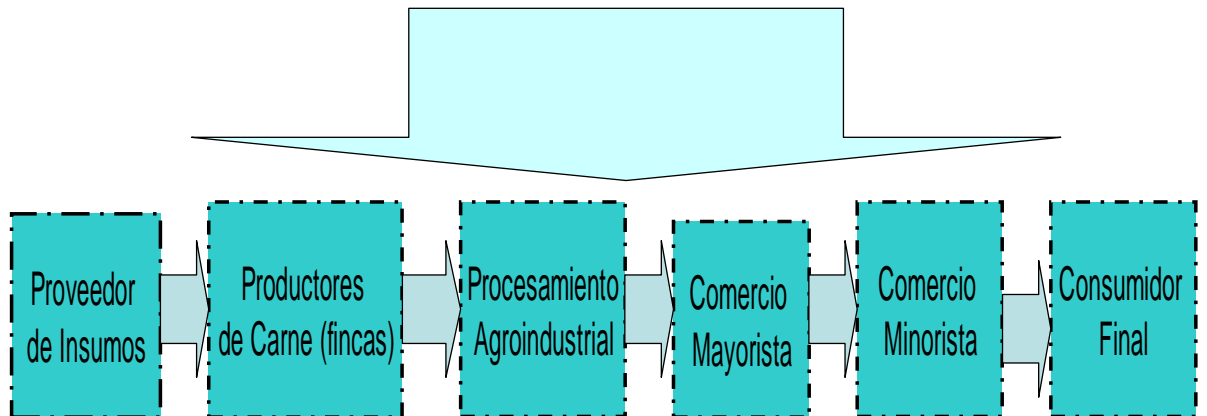 Proveedor
de Insumos
Productores
de Carne (fincas)
Procesamiento
Agroindustrial
Comercio
Mayorista
Comercio
Minorista
Consumidor
Final